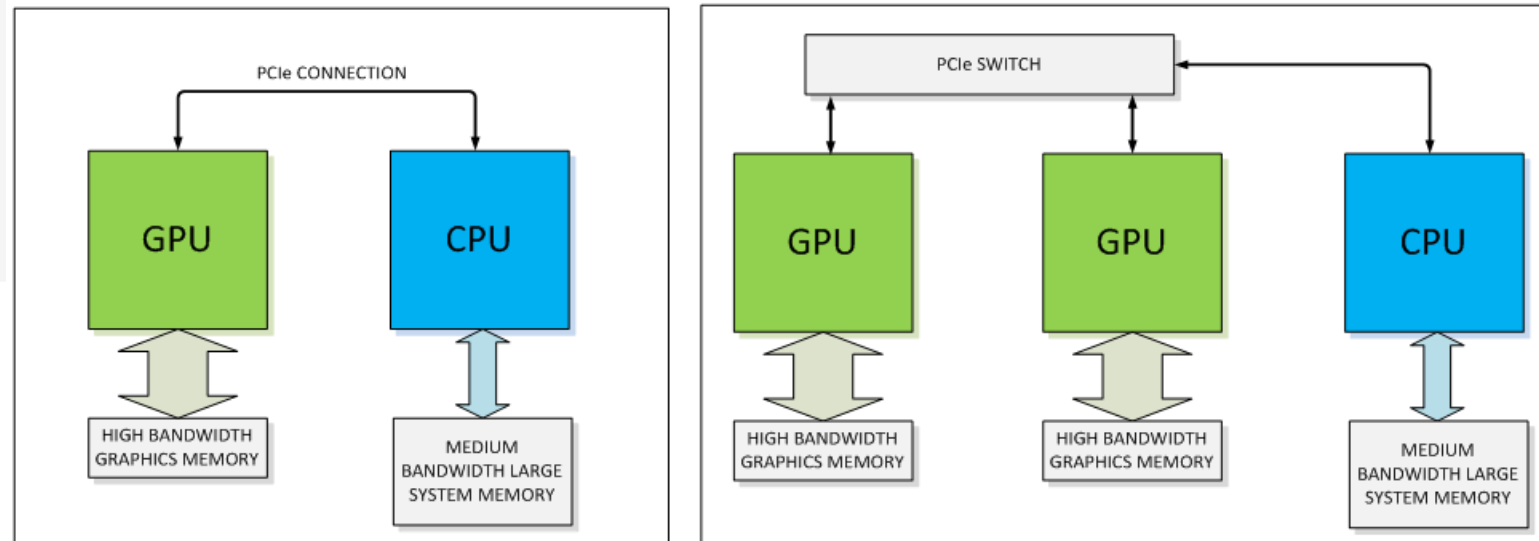 PCIe CONNECTION
GPU
CPU
HIGH BANDWIDTH
GRAPHICS MEMORY
MEDIUM
BANDWIDTH LARGE
SYSTEM MEMORY
PCIe SWITCH
GPU
GPU
CPU
HIGH BANDWIDTH
GRAPHICS MEMORY
HIGH BANDWIDTH
GRAPHICS MEMORY
MEDIUM
BANDWIDTH LARGE
SYSTEM MEMORY